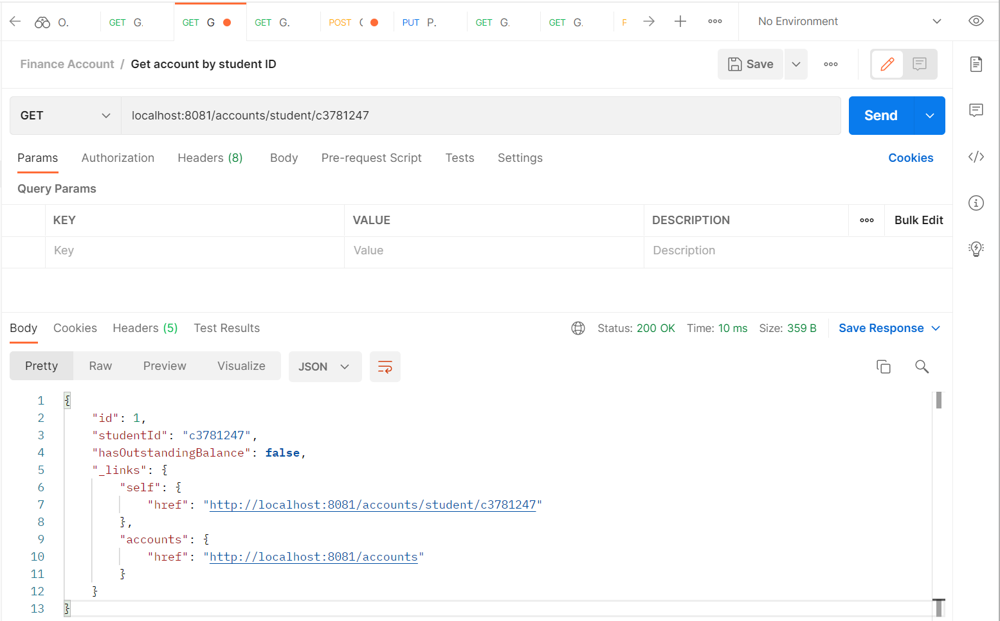 O.
GET G.
GET G
GET G.
POST
PUT P.
GET G.
GET G.
No Environment
Finance Account / Get account by student ID
Save
GET
localhost:8081/accounts/student/c3781247
Send
Params Authorization Headers (8) Body Pre-request Script Tests Settings Cookies
Query Params
KEY VALUE DESCRIPTION Bulk Edit
Key Value Description
Body Cookies Headers (5) Test Results Status: 200 OK Time: 10 ms Size: 359 B Save Response
Pretty Raw Preview Visualize JSON
1 {
2 "id": 1,
3 "studentId": "c3781247",
4 "hasOutstandingBalance": false,
5 "_links": {
6 "self": {
7 "href": "http://localhost:8081/accounts/student/c3781247"
8 },
9 "accounts": {
10 "href": "http://localhost:8081/accounts"
11 }
12 }
13 }